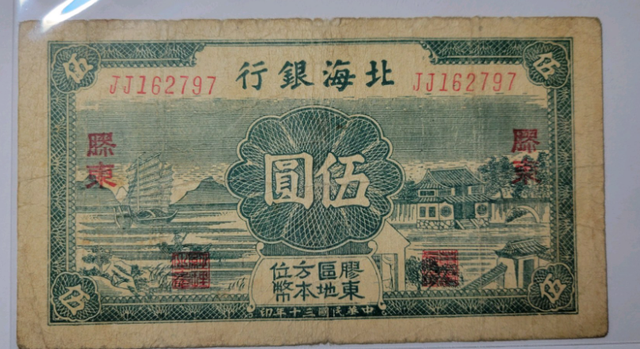 伍
伍
北海銀行
JJ162797
JJ162797
膠東
膠東
伍圓
膠東
區地
方本
位幣
伍
伍
中華民國三十年印